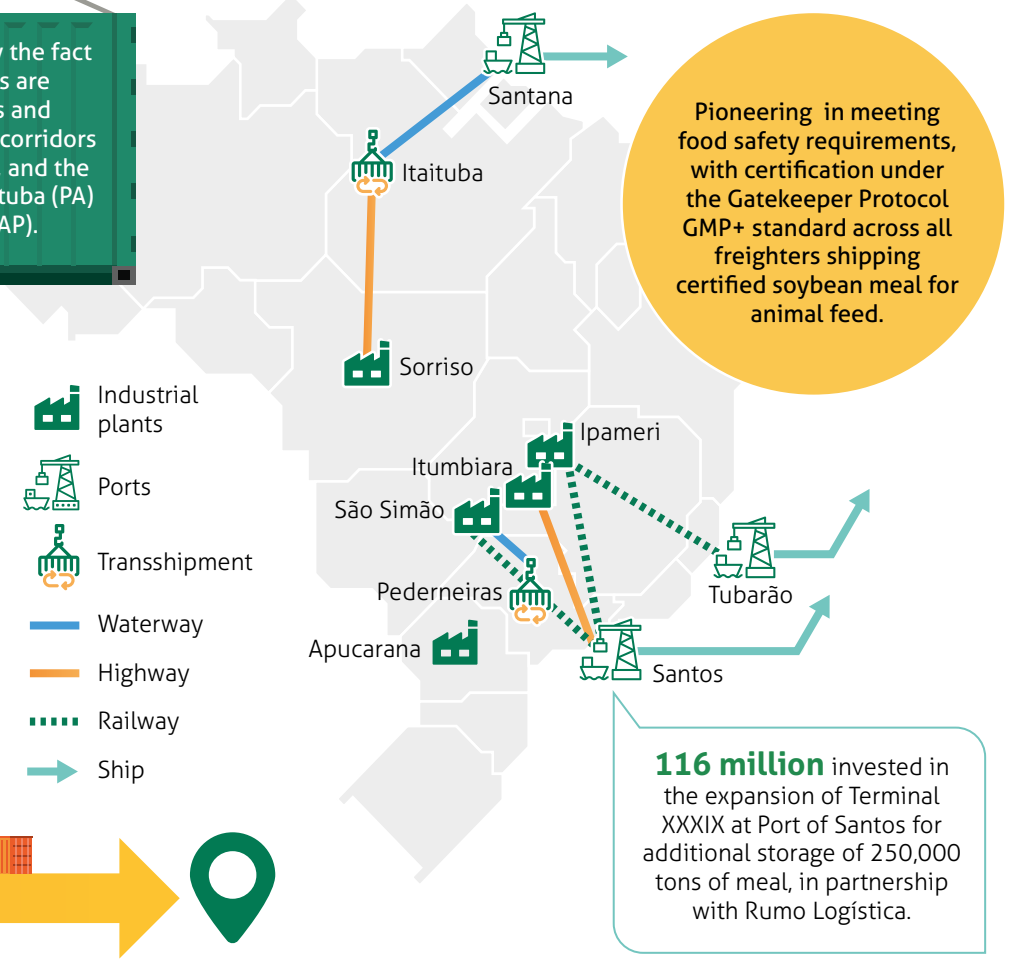 y the fact
s are
s and
corridors
and the
tuba (PA)
AP).
Santana
Itaituba
Sorriso
Pioneering in meeting
food safety requirements,
with certification under
the Gatekeeper Protocol
GMP+ standard across all
freighters shipping
certified soybean meal for
animal feed.
Industrial
plants
Ports
Transshipment
Waterway
Highway
Railway
Ship
Ipameri
Itumbiara
São Simão
Pederneiras
Apucarana
Tubarão
Santos
116 million invested in
the expansion of Terminal
XXXIX at Port of Santos for
additional storage of 250,000
tons of meal, in partnership
with Rumo Logística.